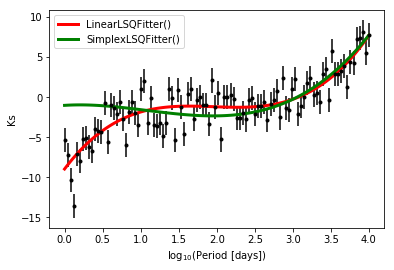 10
5
0
−5
−10
−15
Ks
LinearLSQFitter()
SimplexLSQFitter()
0.0 0.5 1.0 1.5 2.0 2.5 3.0 3.5 4.0
log₁₀(Period [days])